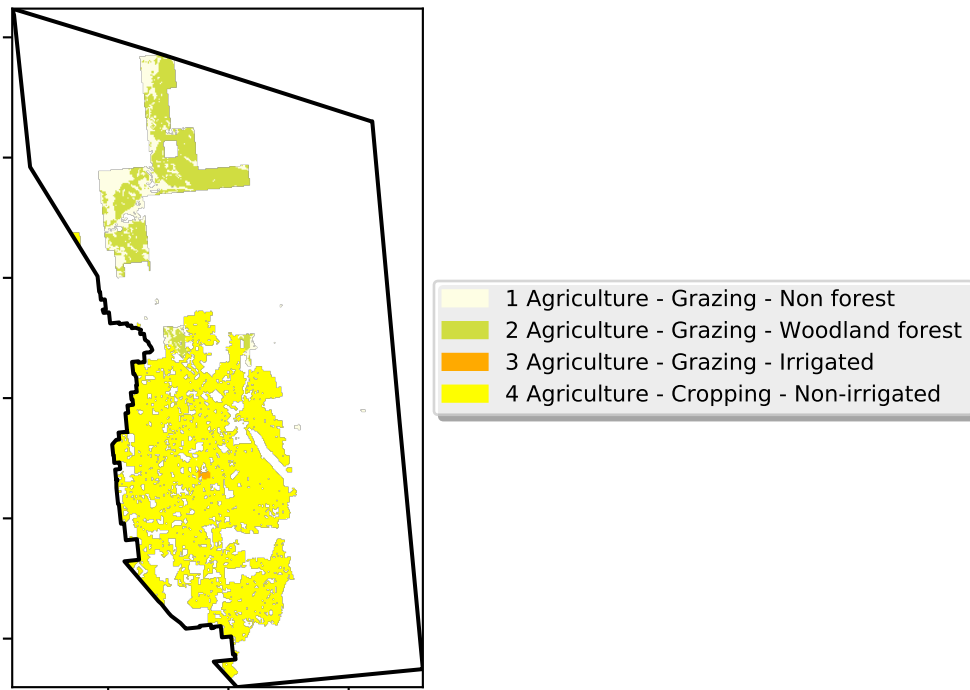 1 Agriculture - Grazing - Non forest
2 Agriculture - Grazing - Woodland forest
3 Agriculture - Grazing - Irrigated
4 Agriculture - Cropping - Non-irrigated